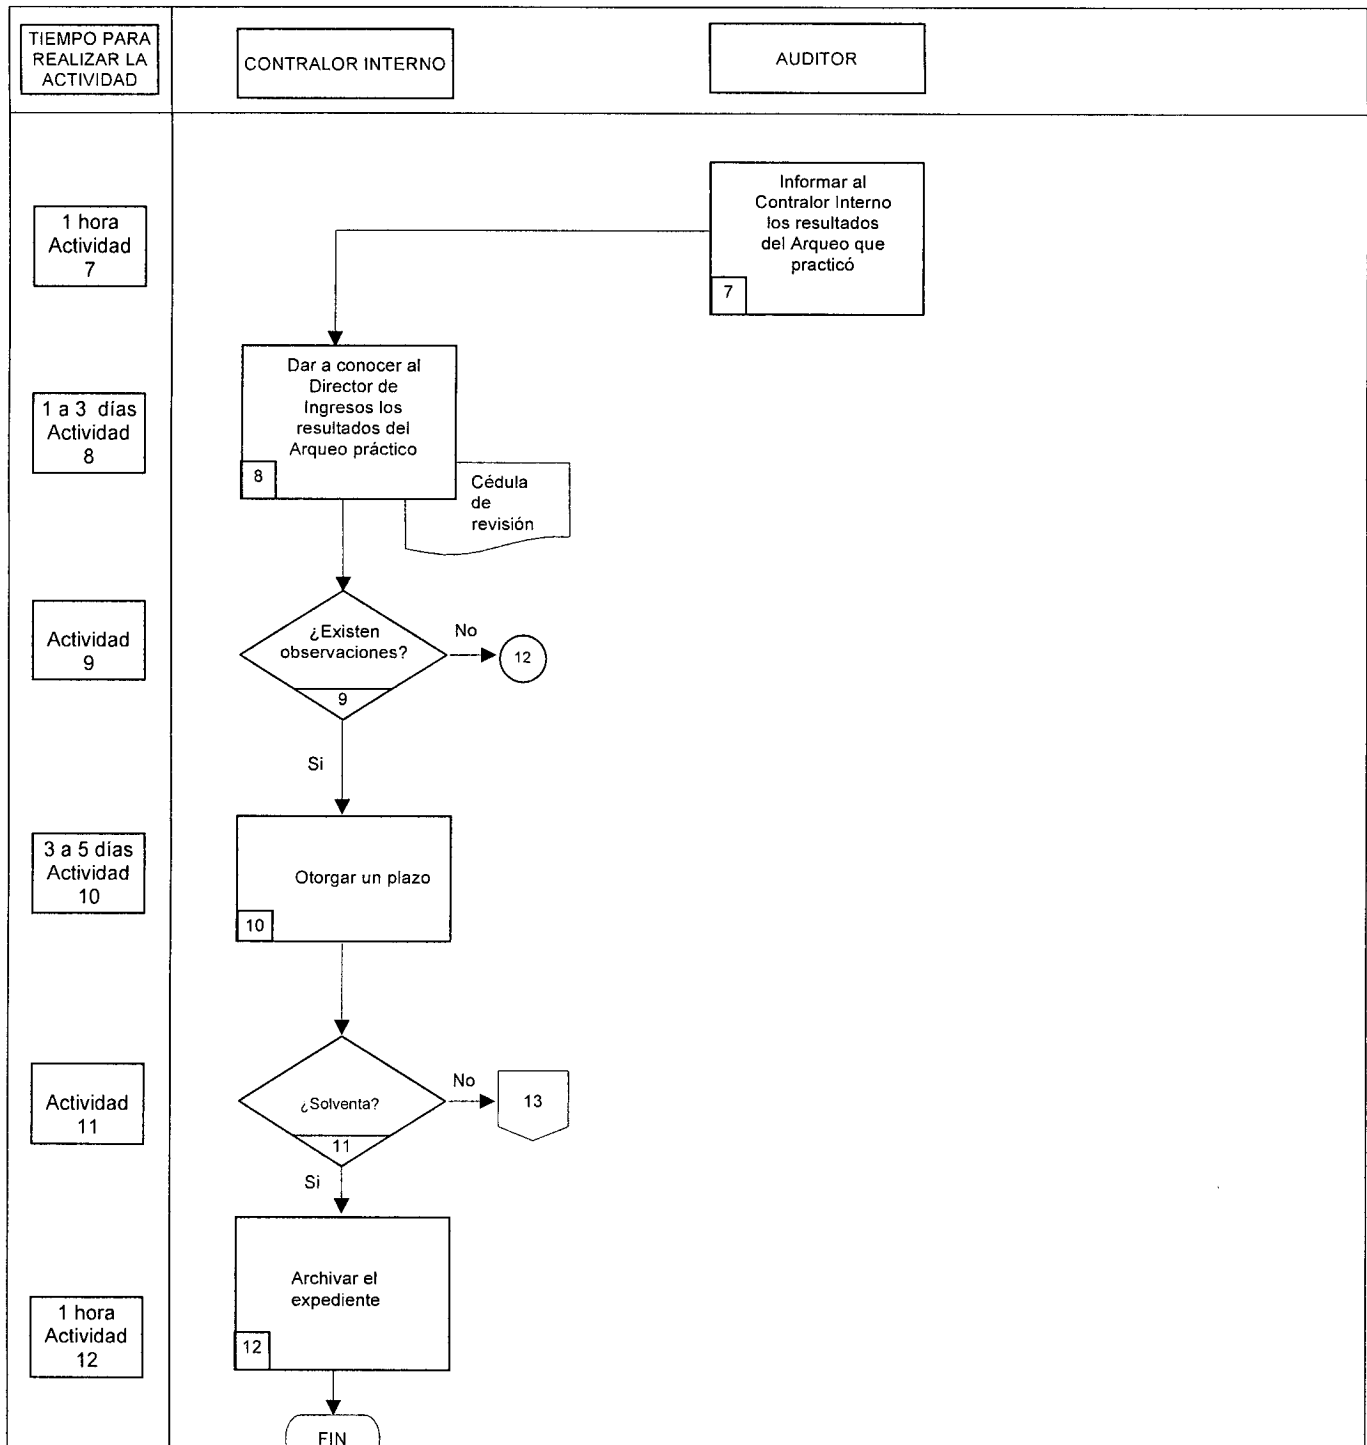 TIEMPO PARA
REALIZAR LA
ACTIVIDAD
CONTRALOR INTERNO
AUDITOR
1 hora
Actividad
7
Informar al
Contralor Interno
los resultados
del Arqueo que
practicó
7
1 a 3 días
Actividad
8
Dar a conocer al
Director de
Ingresos los
resultados del
Arqueo práctico
8
Cédula
de
revisión
Actividad
9
¿Existen
observaciones?
9
No
12
Si
3 a 5 días
Actividad
10
Otorgar un plazo
10
Actividad
11
¿Solventa?
11
No
13
Si
1 hora
Actividad
12
Archivar el
expediente
12
FIN